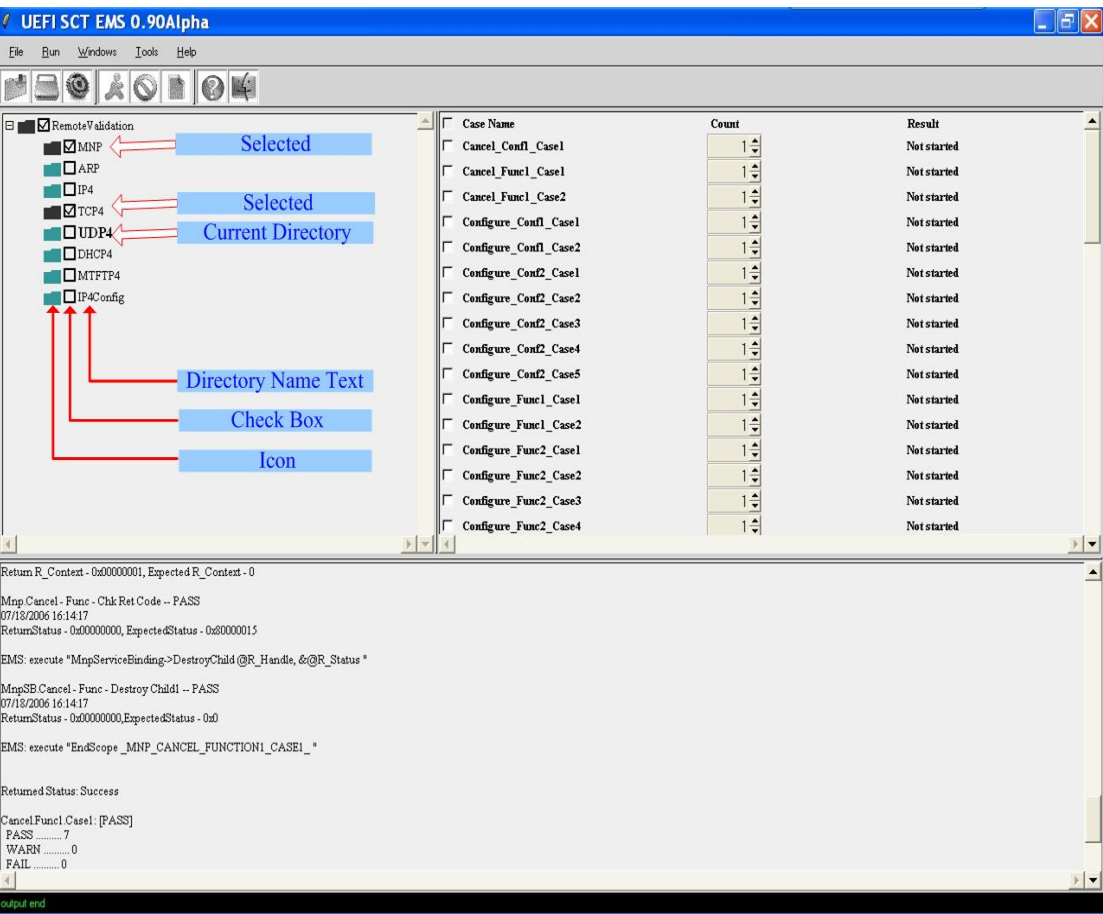 UEFI SCT EMS 0.90Alpha
File Run Windows Tools Help
RemoteValidation
MNP
Selected
ARP
IP4
TCP4
Selected
UDP4
Current Directory
DHCP4
MTFTP4
IP4Config
Directory Name Text
Check Box
Icon
Case Name Count Result
Cancel_Conf1_Case1 1 Not started
Cancel_Func1_Case1 1 Not started
Cancel_Func1_Case2 1 Not started
Configure_Conf1_Case1 1 Not started
Configure_Conf1_Case2 1 Not started
Configure_Conf2_Case1 1 Not started
Configure_Conf2_Case2 1 Not started
Configure_Conf2_Case3 1 Not started
Configure_Conf2_Case4 1 Not started
Configure_Conf2_Case5 1 Not started
Configure_Func1_Case1 1 Not started
Configure_Func1_Case2 1 Not started
Configure_Func2_Case1 1 Not started
Configure_Func2_Case2 1 Not started
Configure_Func2_Case3 1 Not started
Configure_Func2_Case4 1 Not started
Return R_Context - 0x00000001, Expected R_Context - 0
Mnp.Cancel - Func - Chk Ret Code -- PASS
07/18/2006 16:14:17
ReturnStatus - 0x00000000, ExpectedStatus - 0x80000015
EMS: execute "MnpServiceBinding->DestroyChild @R_Handle, &@R_Status "
MnpSB.Cancel - Func - Destroy Child1 -- PASS
07/18/2006 16:14:17
ReturnStatus - 0x00000000,ExpectedStatus - 0x0
EMS: execute "EndScope _MNP_CANCEL_FUNCTION1_CASE1_ "
Returned Status: Success
Cancel.Func1.Case1: [PASS]
PASS .......... 7
WARN .......... 0
FAIL .......... 0
output end